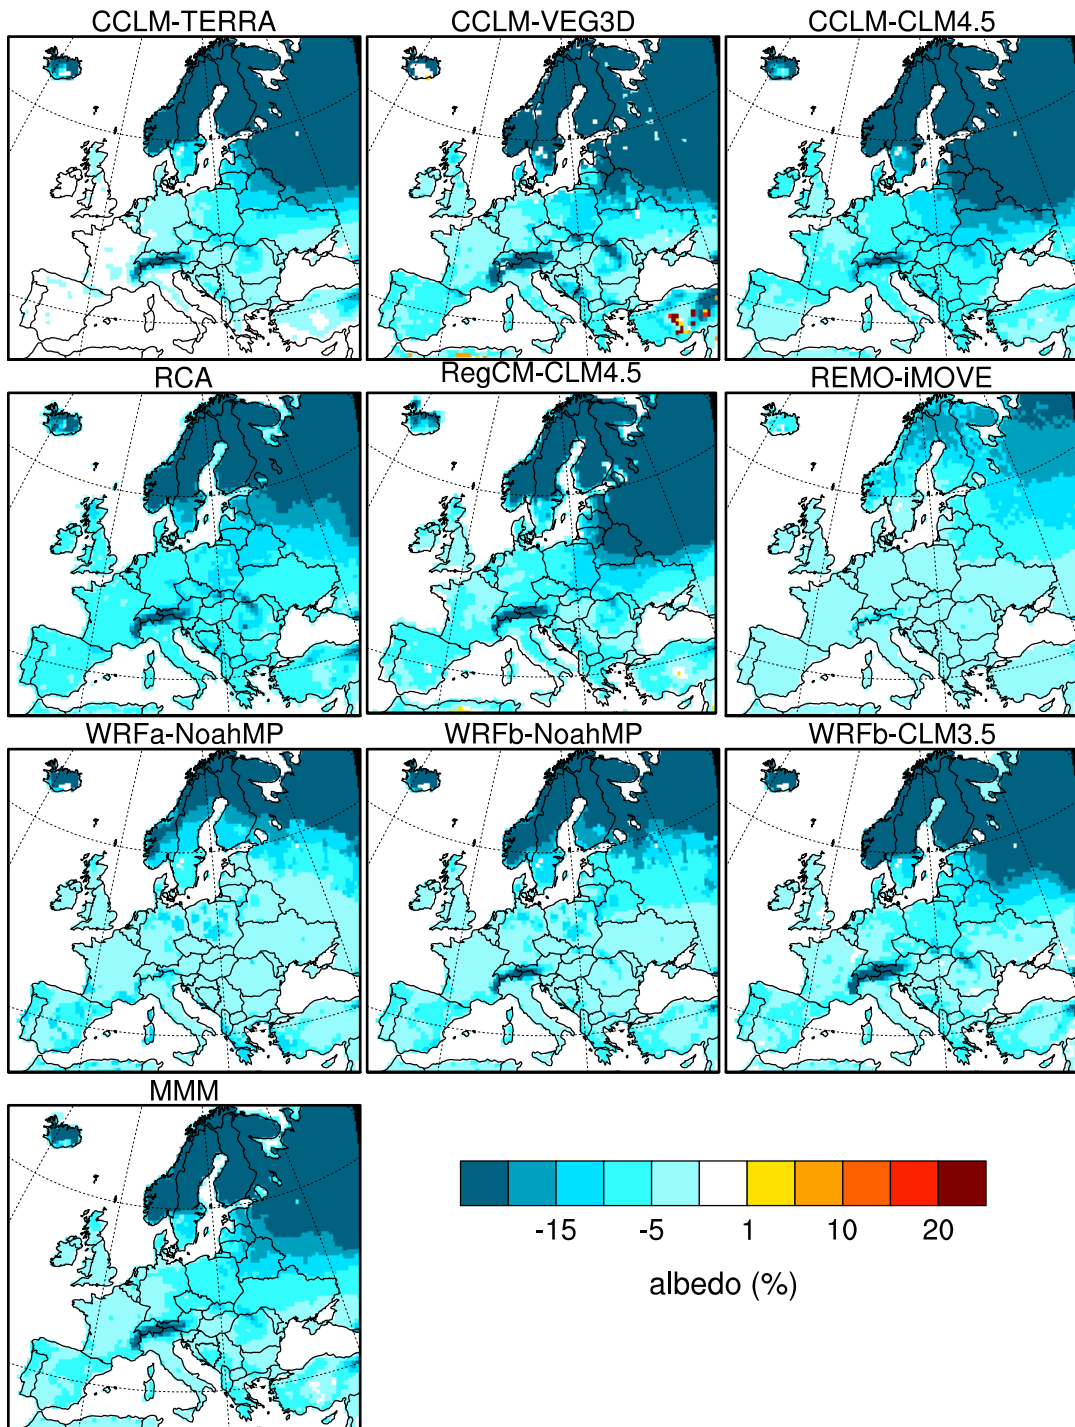 CCLM-TERRA CCLM-VEG3D CCLM-CLM4.5
RCA RegCM-CLM4.5 REMO-iMOVE
WRFa-NoahMP WRFb-NoahMP WRFb-CLM3.5
MMM
-15 -5 1 10 20
albedo (%)